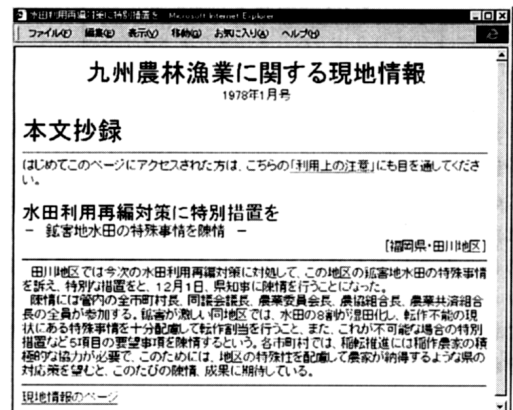 水田利用再編対策に特別措置を - Microsoft Internet Explorer
ファイル(F) 編集(E) 表示(V) 移動(G) お気に入り(A) ヘルプ(H)
九州農林漁業に関する現地情報
1978年1月号
本文抄録
はじめてこのページにアクセスされた方は、こちらの「利用上の注意」にも目を通してくださ
い。
水田利用再編対策に特別措置を
－ 鉱害地水田の特殊事情を陳情 －
[福岡県・田川地区]
田川地区では今次の水田利用再編対策に対処して、この地区の鉱害地水田の特殊事情
を訴え、特別な措置をと、12月1日、県知事に陳情を行うことになった。
陳情には管内の全市町村長、同議会議長、農業委員会長、農協組合長、農業共済組合
長の全員が参加する。鉱害が激しい同地区では、水田の8割が湿田化し、転作不能の現
状にある特殊事情を十分配慮して転作割当を行うこと、また、これが不可能な場合の特別
措置など5項目の要望事項を陳情するという。各市町村では、稲転推進には稲作農家の積
極的な協力が必要で、このためには、地区の特殊性を配慮して農家が納得するような県の
対応策を望むと、このたびの陳情、成果に期待している。
現地情報のページ